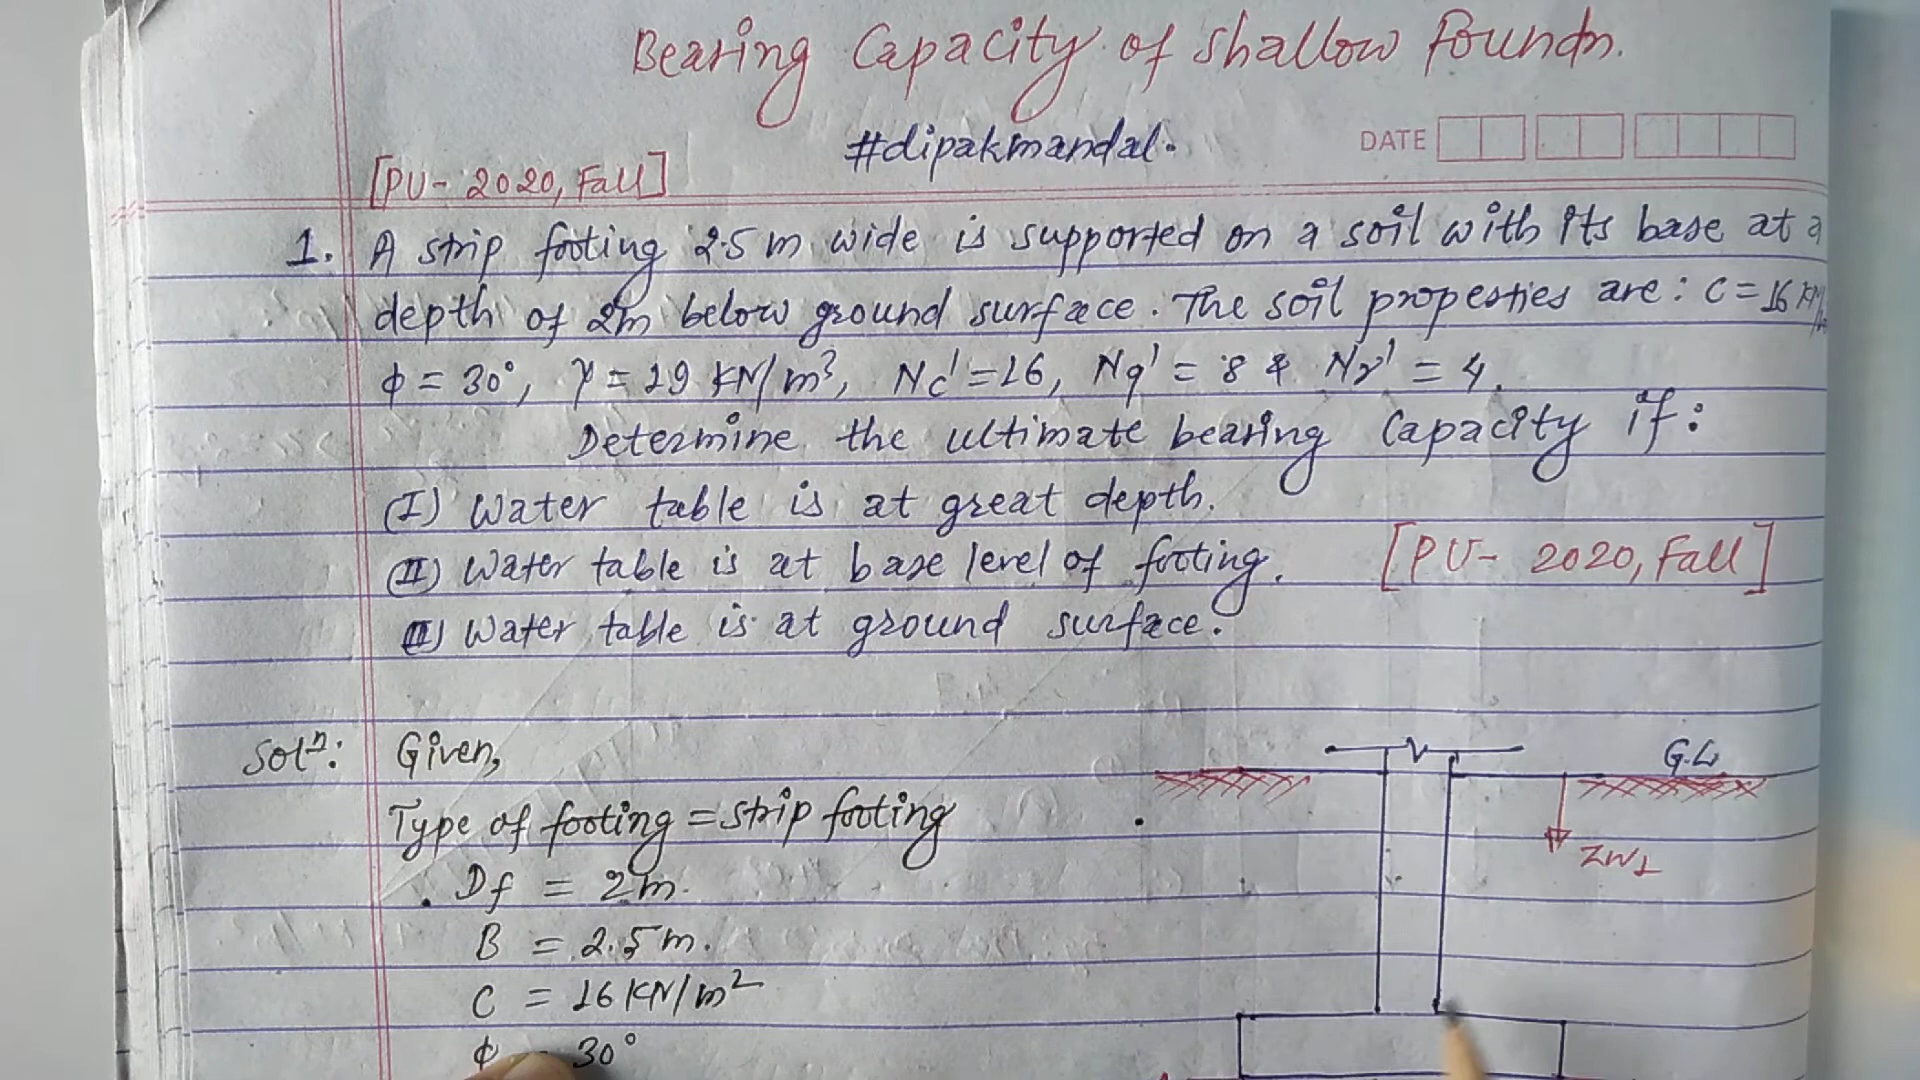 Bearing Capacity of Shallow Foundn.
#dipakmandal.
DATE
[PU- 2020, Fall]
1. A strip footing 2.5 m wide is supported on a soil with its base at a
depth of 2m below ground surface. The soil properties are: C = 16 KN/m
ϕ = 30°, γ = 19 KN/m³, Nc' = 16, Nq' = 8 & Nγ' = 4.
Determine the ultimate bearing Capacity if:
(I) Water table is at great depth.
(II) Water table is at base level of footing. [PU- 2020, Fall]
(III) Water table is at ground surface.
Solⁿ: Given,
G.L
Type of footing = strip footing
ZW1
Df = 2m.
B = 2.5 m.
C = 16 KN/m²
ϕ = 30°